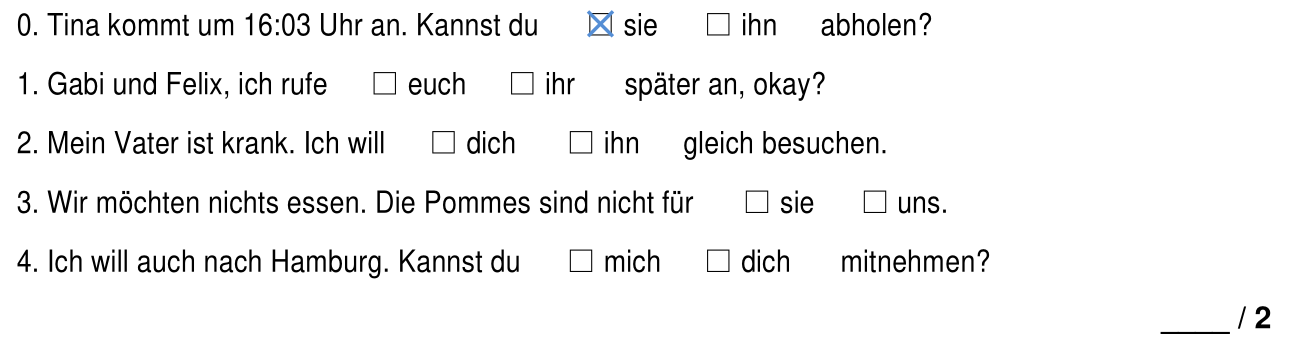 0. Tina kommt um 16:03 Uhr an. Kannst du ☒ sie ☐ ihn abholen?
1. Gabi und Felix, ich rufe ☐ euch ☐ ihr später an, okay?
2. Mein Vater ist krank. Ich will ☐ dich ☐ ihn gleich besuchen.
3. Wir möchten nichts essen. Die Pommes sind nicht für ☐ sie ☐ uns.
4. Ich will auch nach Hamburg. Kannst du ☐ mich ☐ dich mitnehmen?
____ / 2